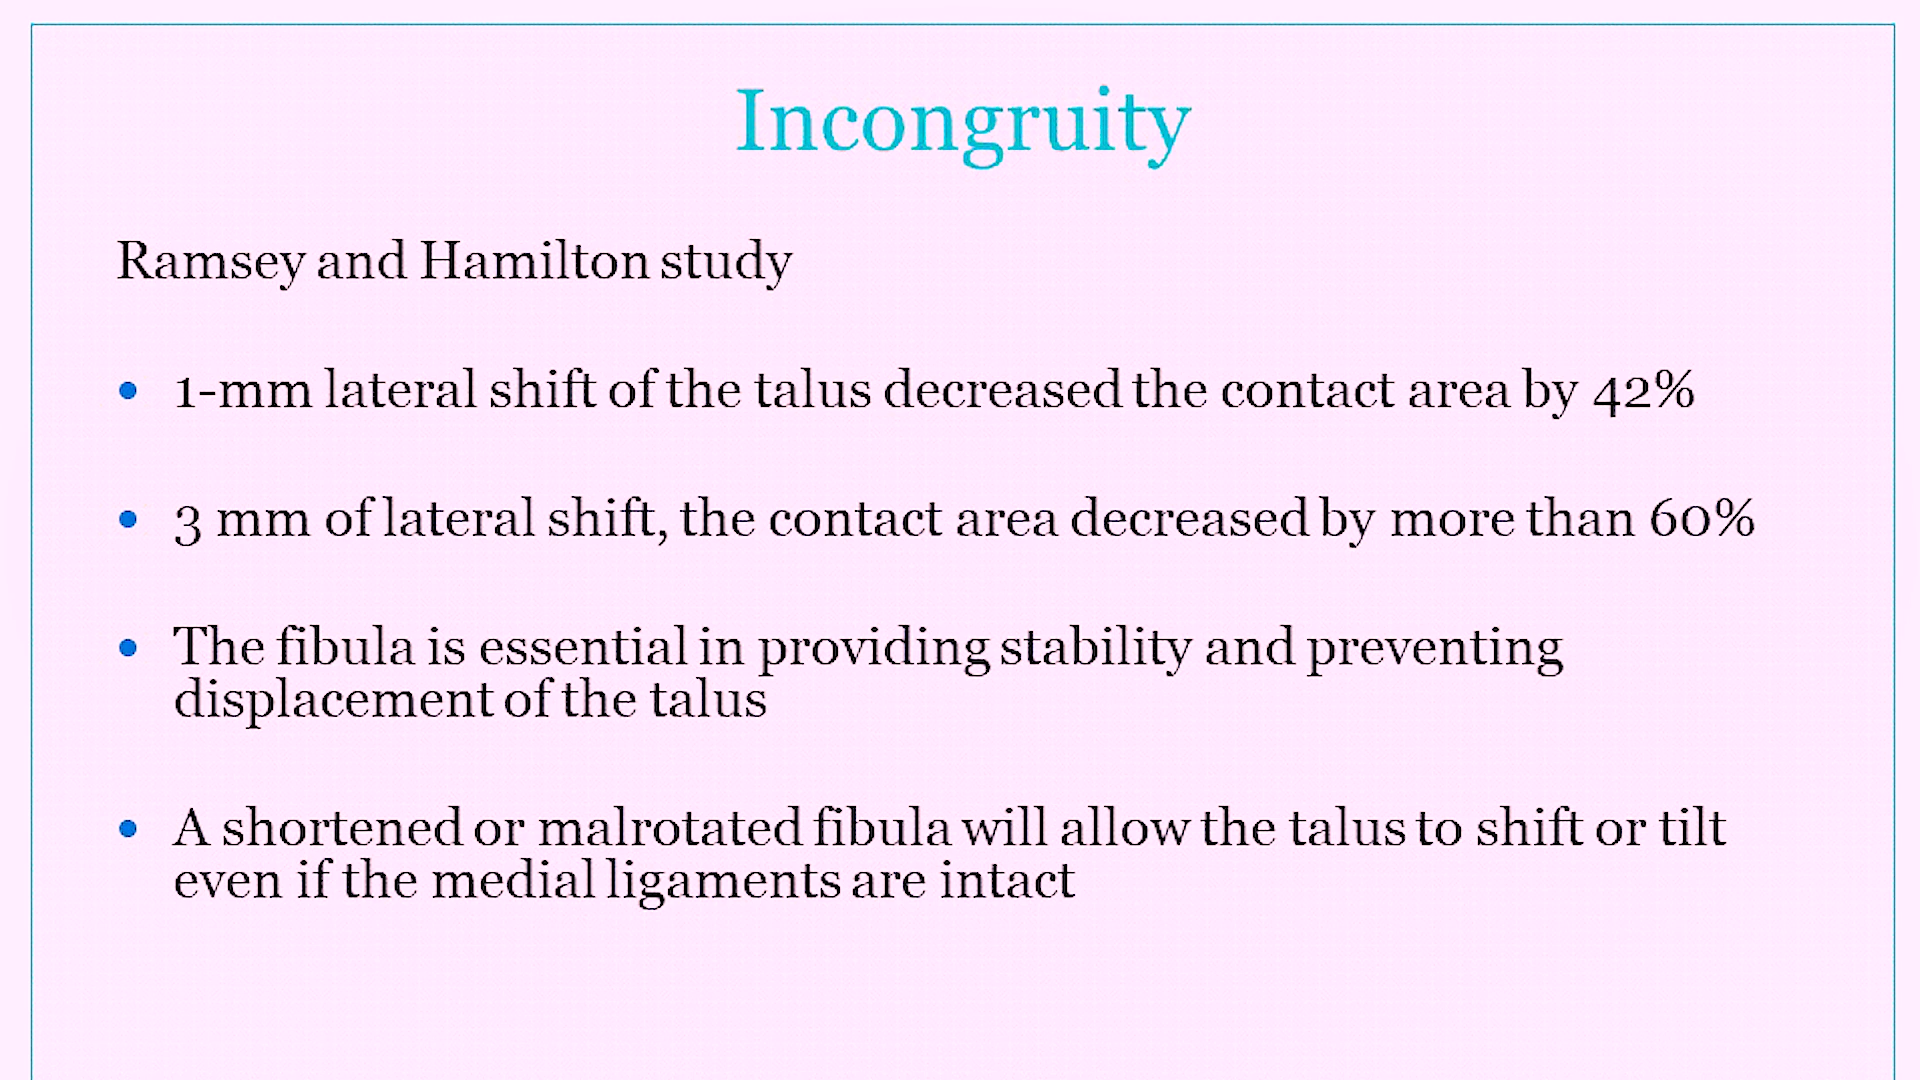 Incongruity
Ramsey and Hamilton study
• 1-mm lateral shift of the talus decreased the contact area by 42%
• 3 mm of lateral shift, the contact area decreased by more than 60%
• The fibula is essential in providing stability and preventing
displacement of the talus
• A shortened or malrotated fibula will allow the talus to shift or tilt
even if the medial ligaments are intact